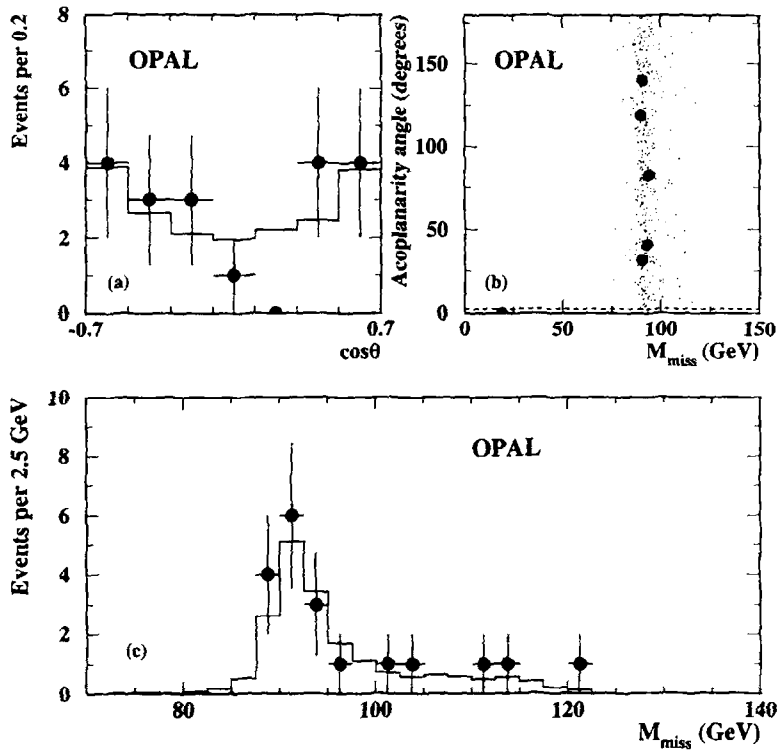 Events per 0.2
8
6
4
2
0
OPAL
(a)
-0.7
0.7
cosθ
Acoplanarity angle (degrees)
150
100
50
0
OPAL
(b)
0
50
100
150
M_miss (GeV)
Events per 2.5 GeV
10
8
6
4
2
0
OPAL
(c)
80
100
120
140
M_miss (GeV)